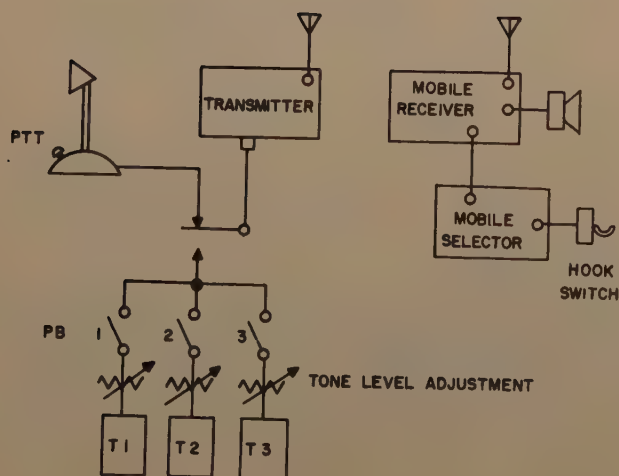 TRANSMITTER
MOBILE
RECEIVER
PTT
MOBILE
SELECTOR
HOOK
SWITCH
PB
1
2
3
TONE LEVEL ADJUSTMENT
T1
T2
T3